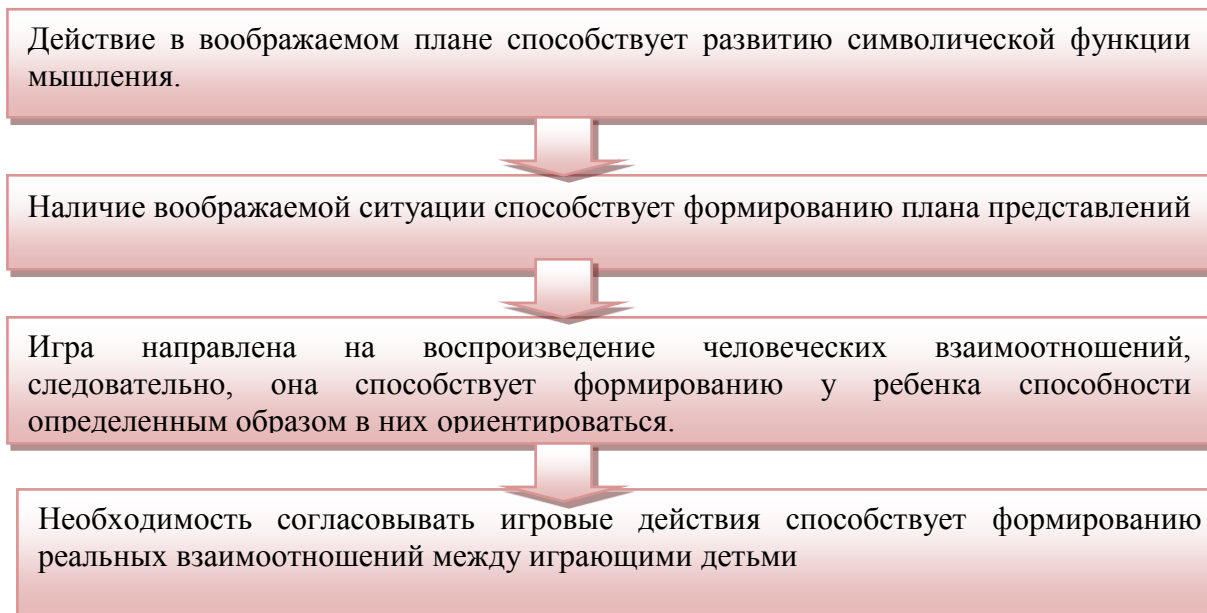 Действие в воображаемом плане способствует развитию символической функции
мышления.
Наличие воображаемой ситуации способствует формированию плана представлений
Игра направлена на воспроизведение человеческих взаимоотношений,
следовательно, она способствует формированию у ребенка способности
определенным образом в них ориентироваться.
Необходимость согласовывать игровые действия способствует формированию
реальных взаимоотношений между играющими детьми